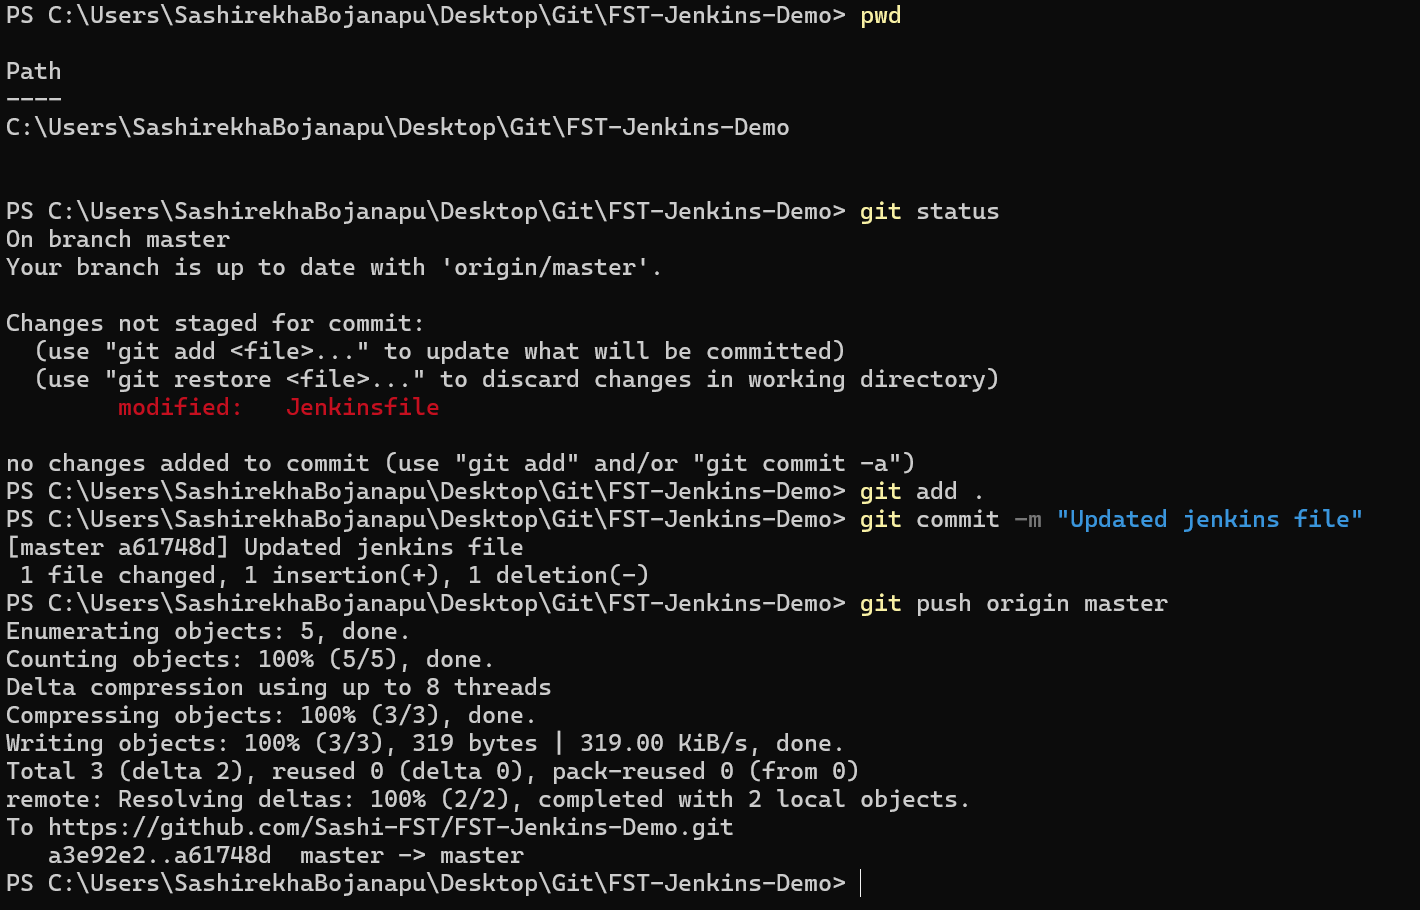 PS C:\Users\SashirekhaBojanapu\Desktop\Git\FST-Jenkins-Demo> pwd
Path
----
C:\Users\SashirekhaBojanapu\Desktop\Git\FST-Jenkins-Demo
PS C:\Users\SashirekhaBojanapu\Desktop\Git\FST-Jenkins-Demo> git status
On branch master
Your branch is up to date with 'origin/master'.
Changes not staged for commit:
  (use "git add <file>..." to update what will be committed)
  (use "git restore <file>..." to discard changes in working directory)
        modified:   Jenkinsfile
no changes added to commit (use "git add" and/or "git commit -a")
PS C:\Users\SashirekhaBojanapu\Desktop\Git\FST-Jenkins-Demo> git add .
PS C:\Users\SashirekhaBojanapu\Desktop\Git\FST-Jenkins-Demo> git commit -m "Updated jenkins file"
[master a61748d] Updated jenkins file
 1 file changed, 1 insertion(+), 1 deletion(-)
PS C:\Users\SashirekhaBojanapu\Desktop\Git\FST-Jenkins-Demo> git push origin master
Enumerating objects: 5, done.
Counting objects: 100% (5/5), done.
Delta compression using up to 8 threads
Compressing objects: 100% (3/3), done.
Writing objects: 100% (3/3), 319 bytes | 319.00 KiB/s, done.
Total 3 (delta 2), reused 0 (delta 0), pack-reused 0 (from 0)
remote: Resolving deltas: 100% (2/2), completed with 2 local objects.
To https://github.com/Sashi-FST/FST-Jenkins-Demo.git
   a3e92e2..a61748d  master -> master
PS C:\Users\SashirekhaBojanapu\Desktop\Git\FST-Jenkins-Demo>